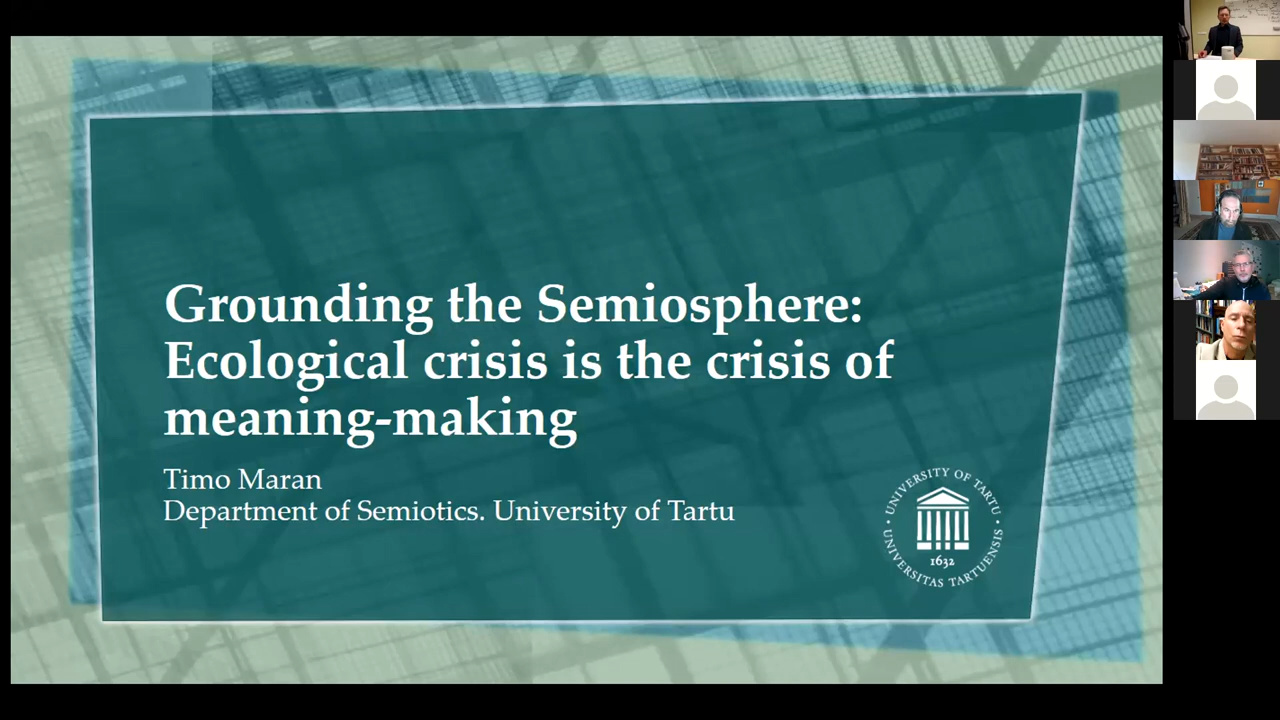 Grounding the Semiosphere:
Ecological crisis is the crisis of
meaning-making
Timo Maran
Department of Semiotics. University of Tartu
• UNIVERSITY OF TARTU •
1632
UNIVERSITAS TARTUENSIS